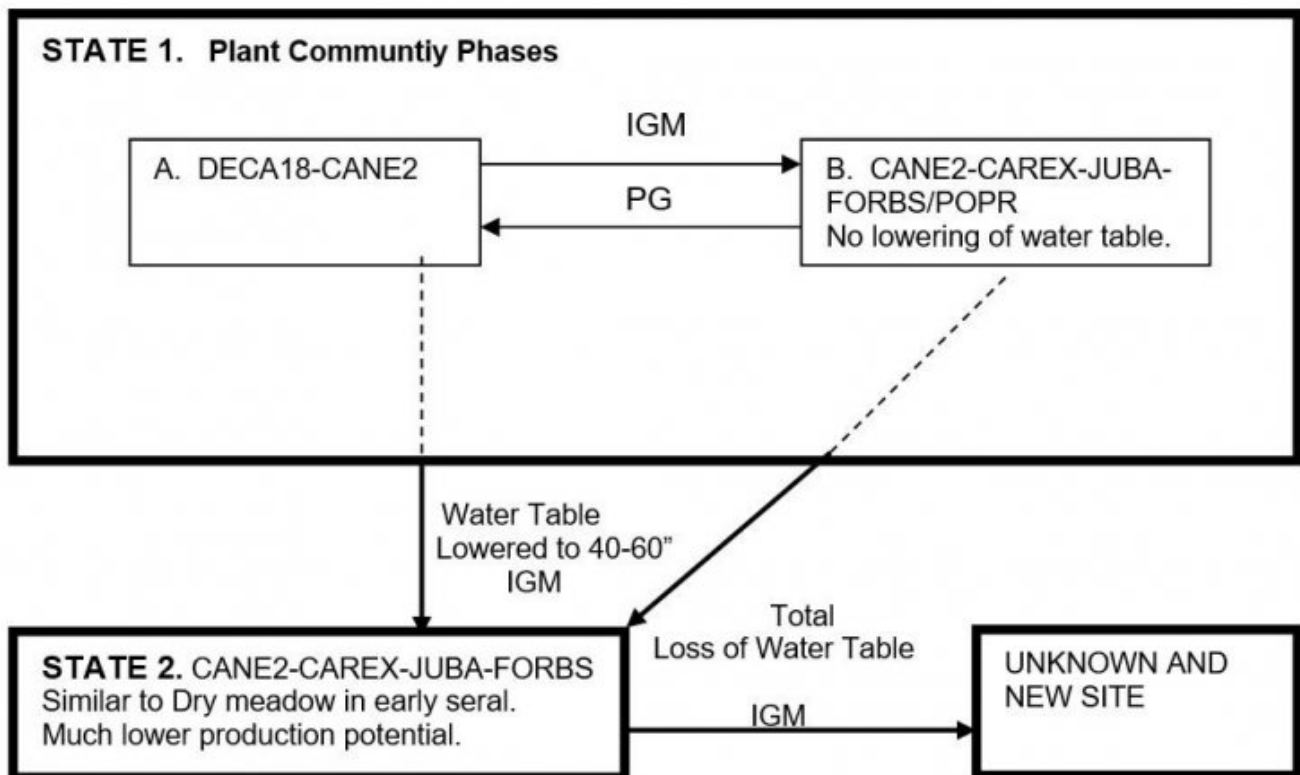 STATE 1. Plant Communtiy Phases
IGM
A. DECA18-CANE2
PG
B. CANE2-CAREX-JUBA-
FORBS/POPR
No lowering of water table.
Water Table
Lowered to 40-60”
IGM
Total
Loss of Water Table
STATE 2. CANE2-CAREX-JUBA-FORBS
Similar to Dry meadow in early seral.
Much lower production potential.
IGM
UNKNOWN AND
NEW SITE